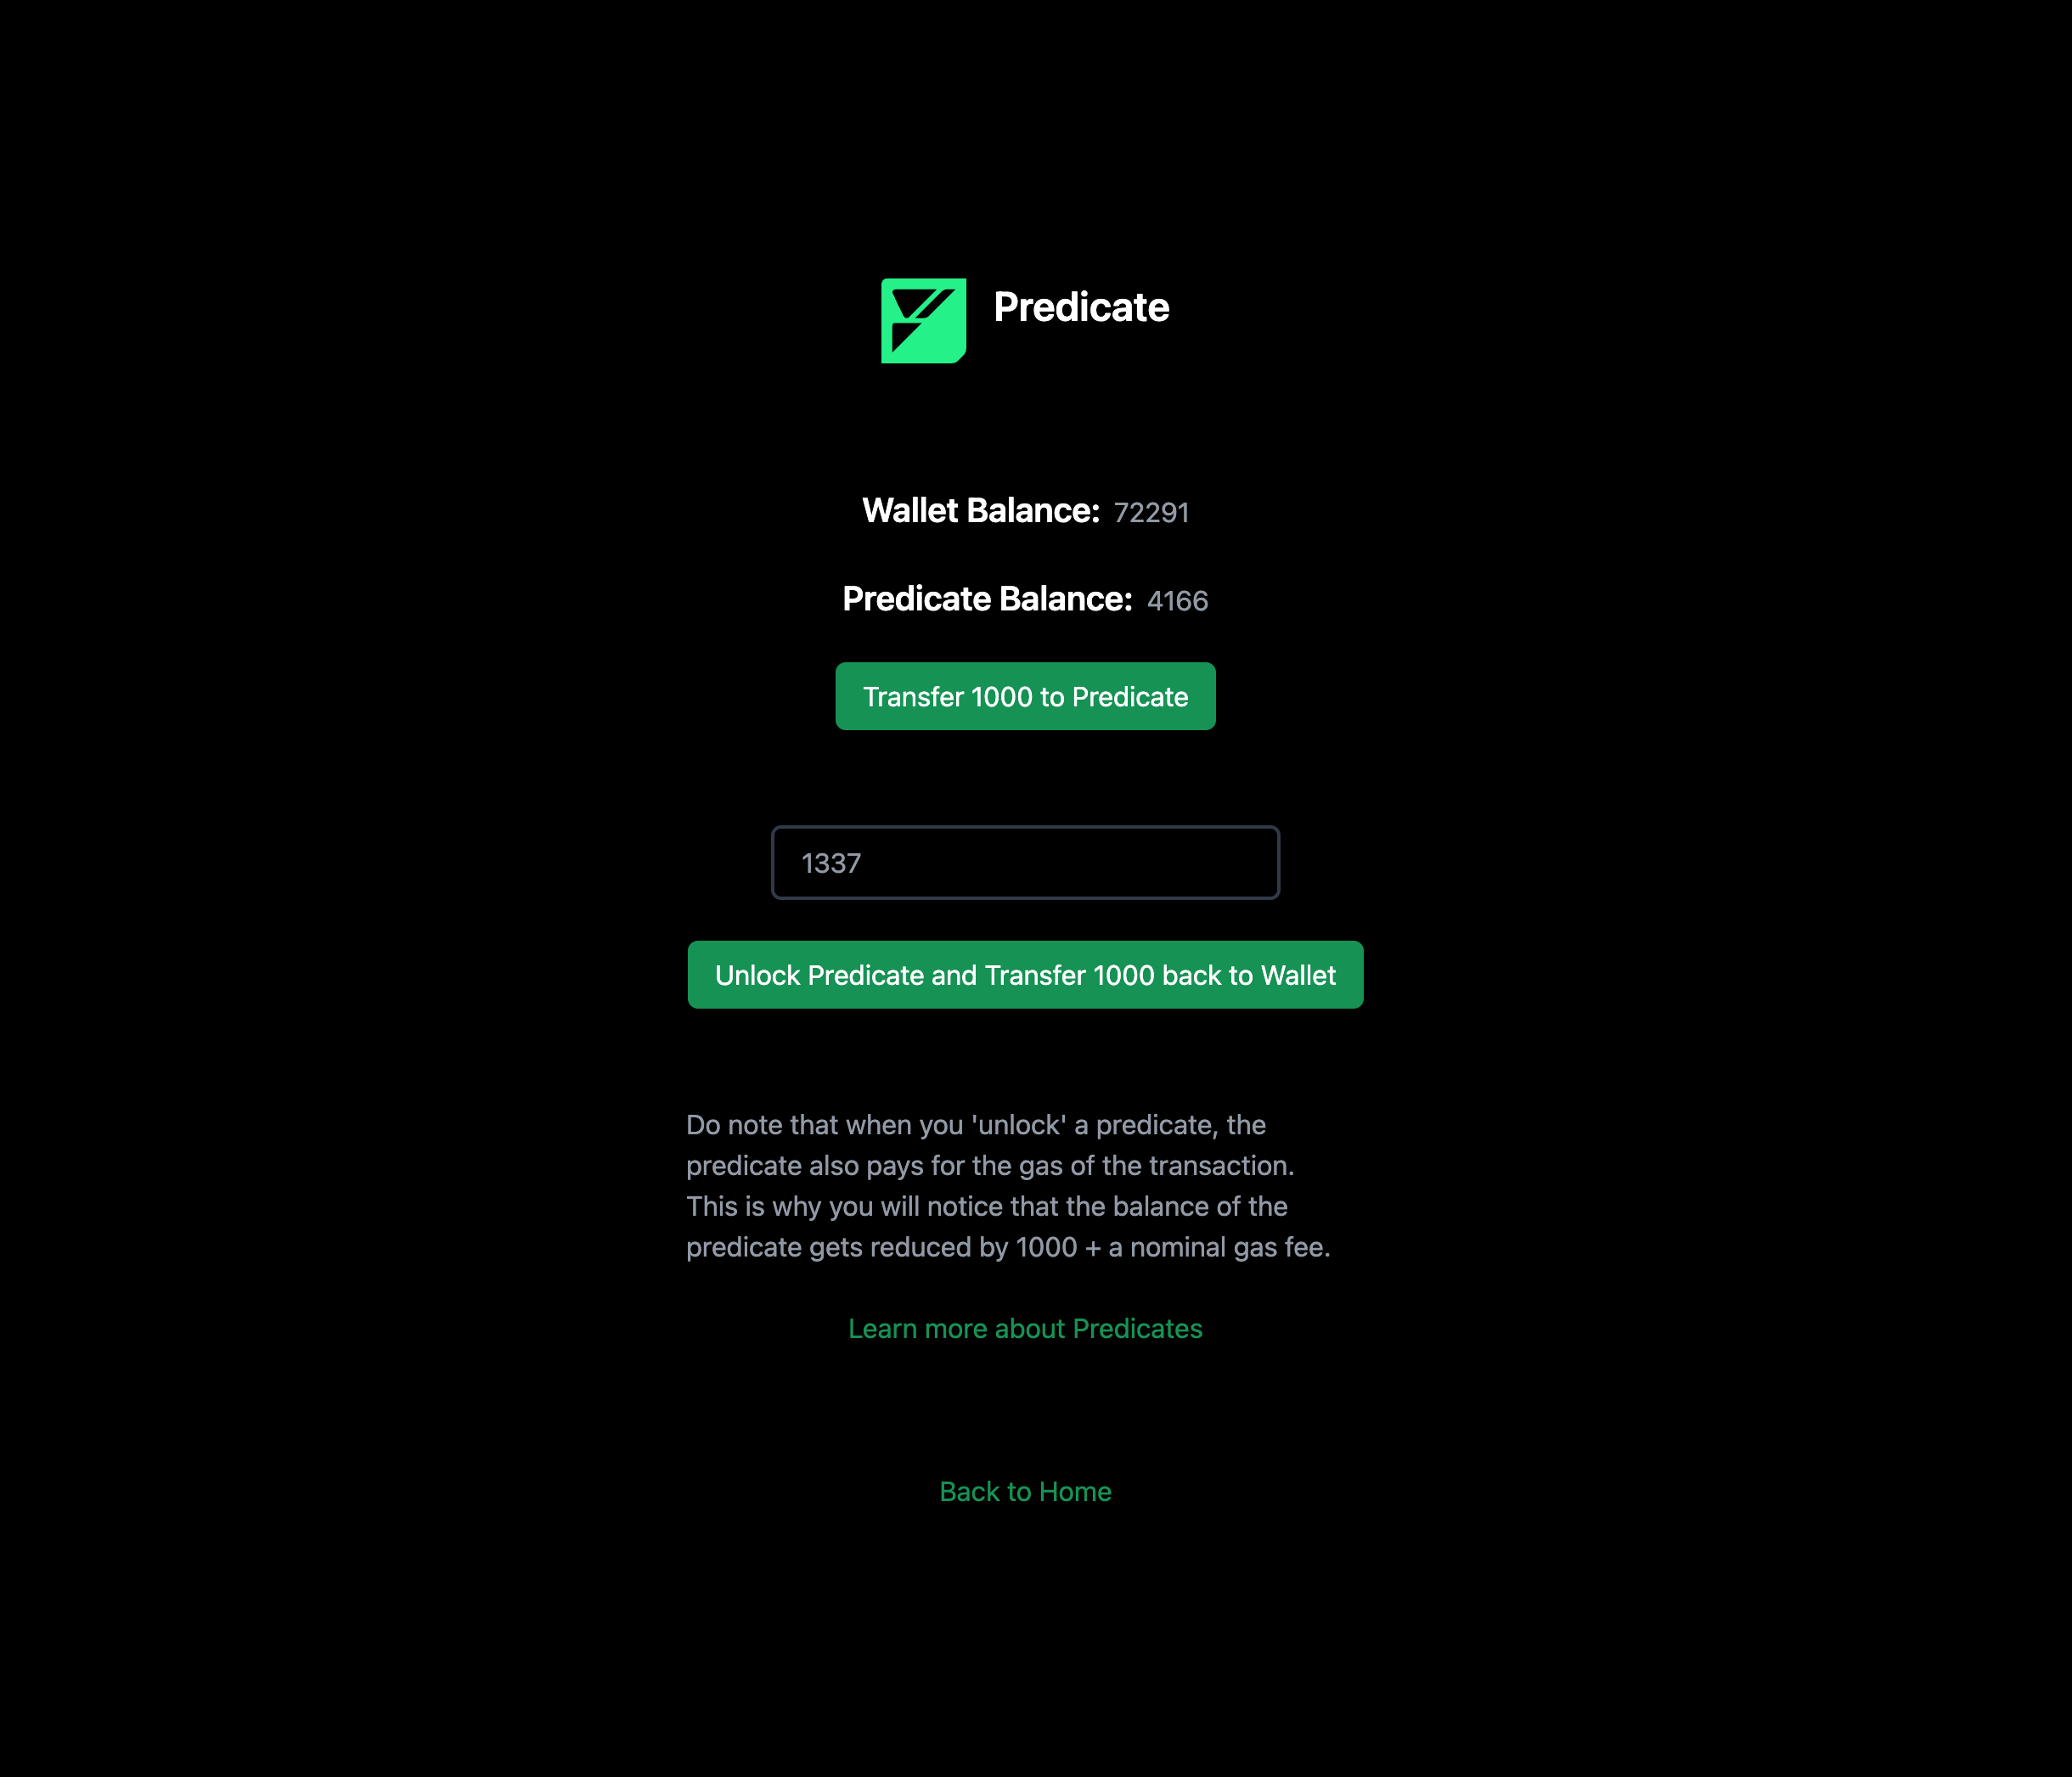 Predicate
Wallet Balance: 72291
Predicate Balance: 4166
Transfer 1000 to Predicate
1337
Unlock Predicate and Transfer 1000 back to Wallet
Do note that when you 'unlock' a predicate, the
predicate also pays for the gas of the transaction.
This is why you will notice that the balance of the
predicate gets reduced by 1000 + a nominal gas fee.
Learn more about Predicates
Back to Home